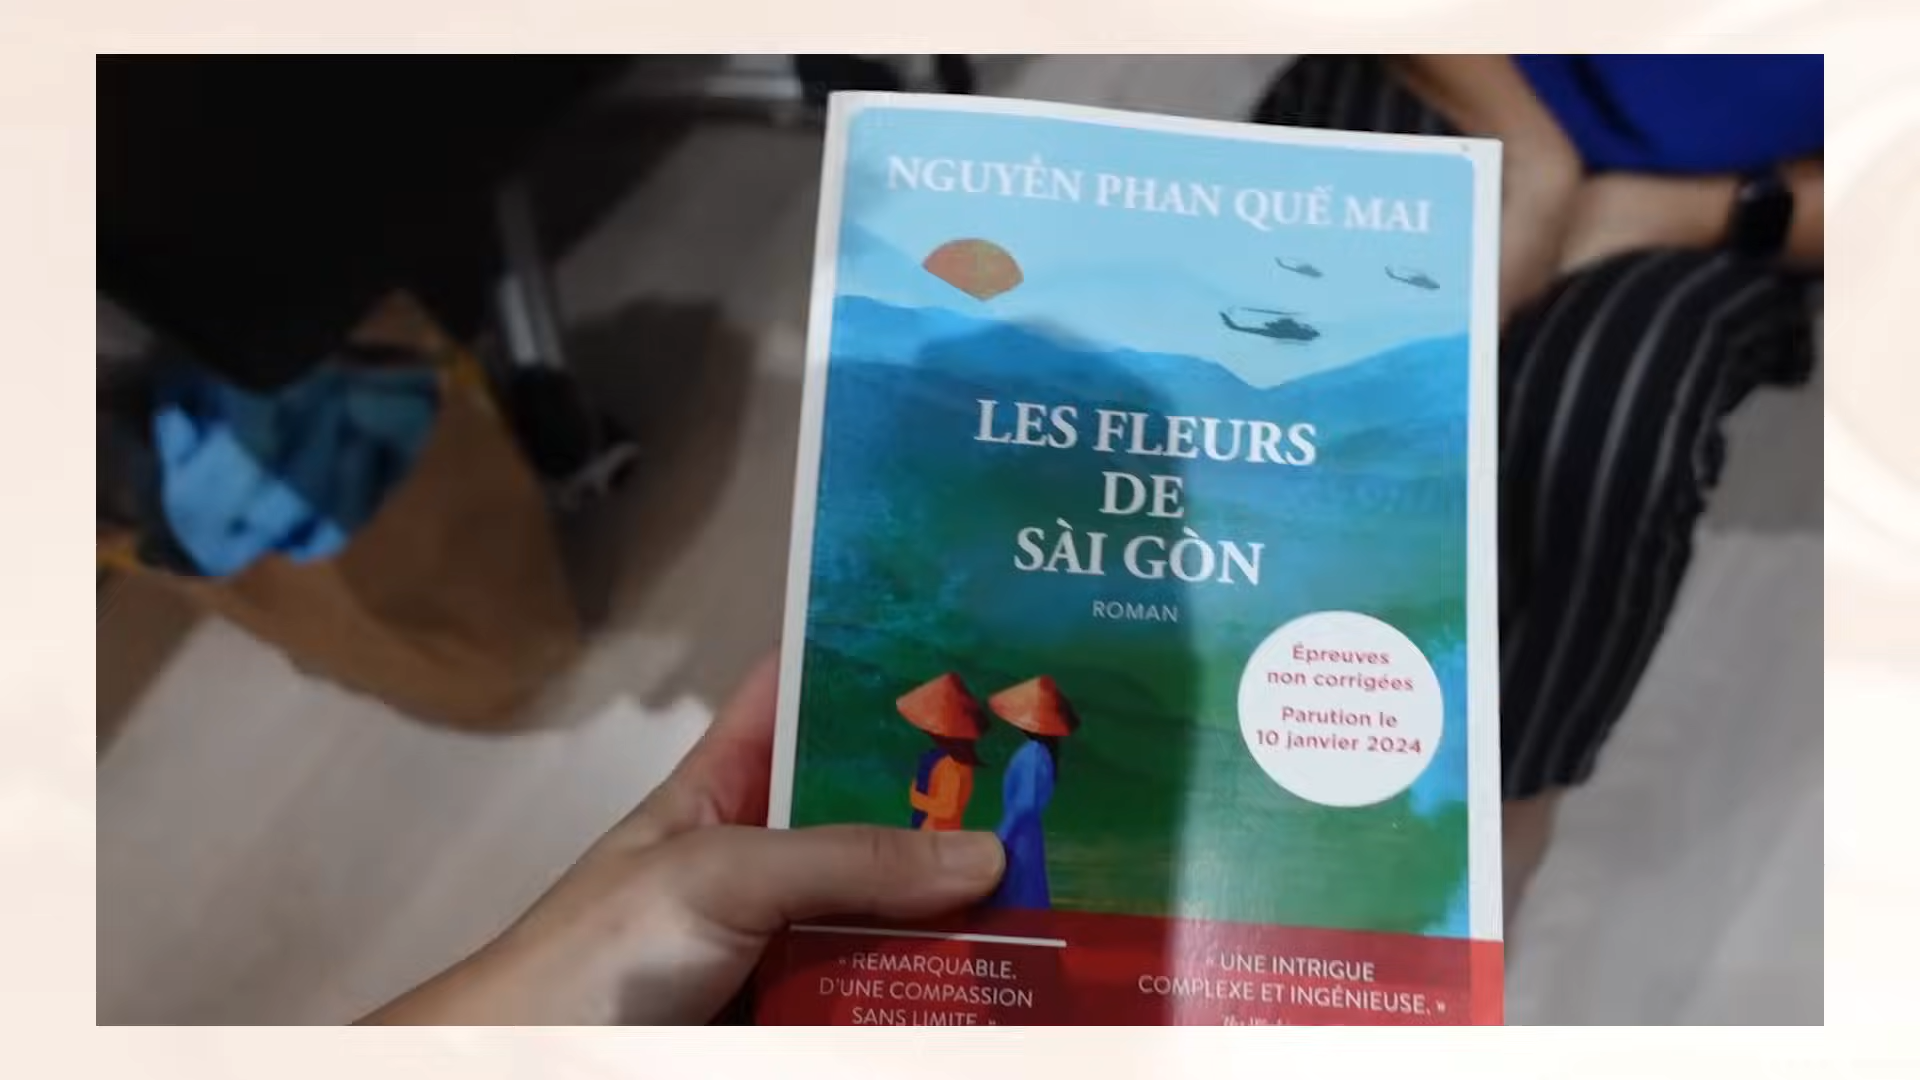 NGUYỄN PHAN QUẾ MAI
LES FLEURS
DE
SÀI GÒN
ROMAN
Épreuves
non corrigées
Parution le
10 janvier 2024
« REMARQUABLE.
D'UNE COMPASSION
SANS LIMITE. »
« UNE INTRIGUE
COMPLEXE ET INGÉNIEUSE. »